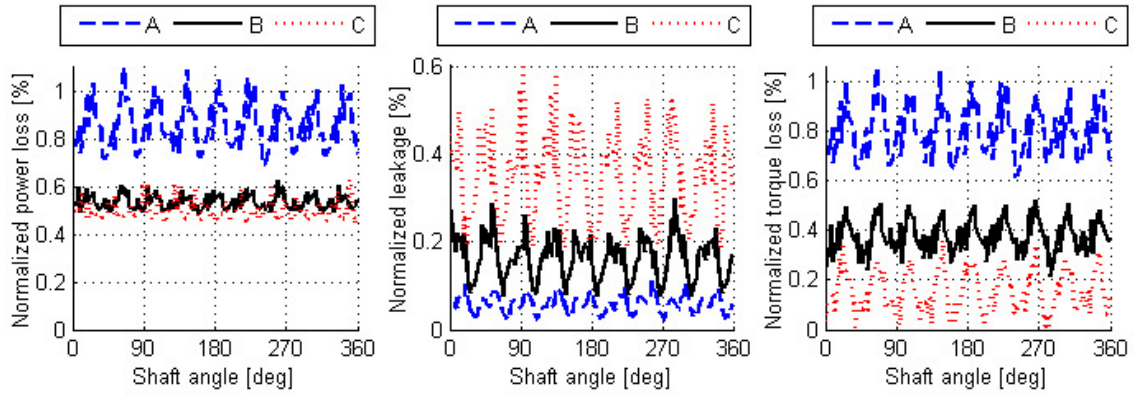 A B C
A B C
A B C
Normalized power loss [%]
1
0.8
0.6
0.4
0.2
0
0 90 180 270 360
Shaft angle [deg]
Normalized leakage [%]
0.6
0.4
0.2
0
0 90 180 270 360
Shaft angle [deg]
Normalized torque loss [%]
1
0.8
0.6
0.4
0.2
0
0 90 180 270 360
Shaft angle [deg]